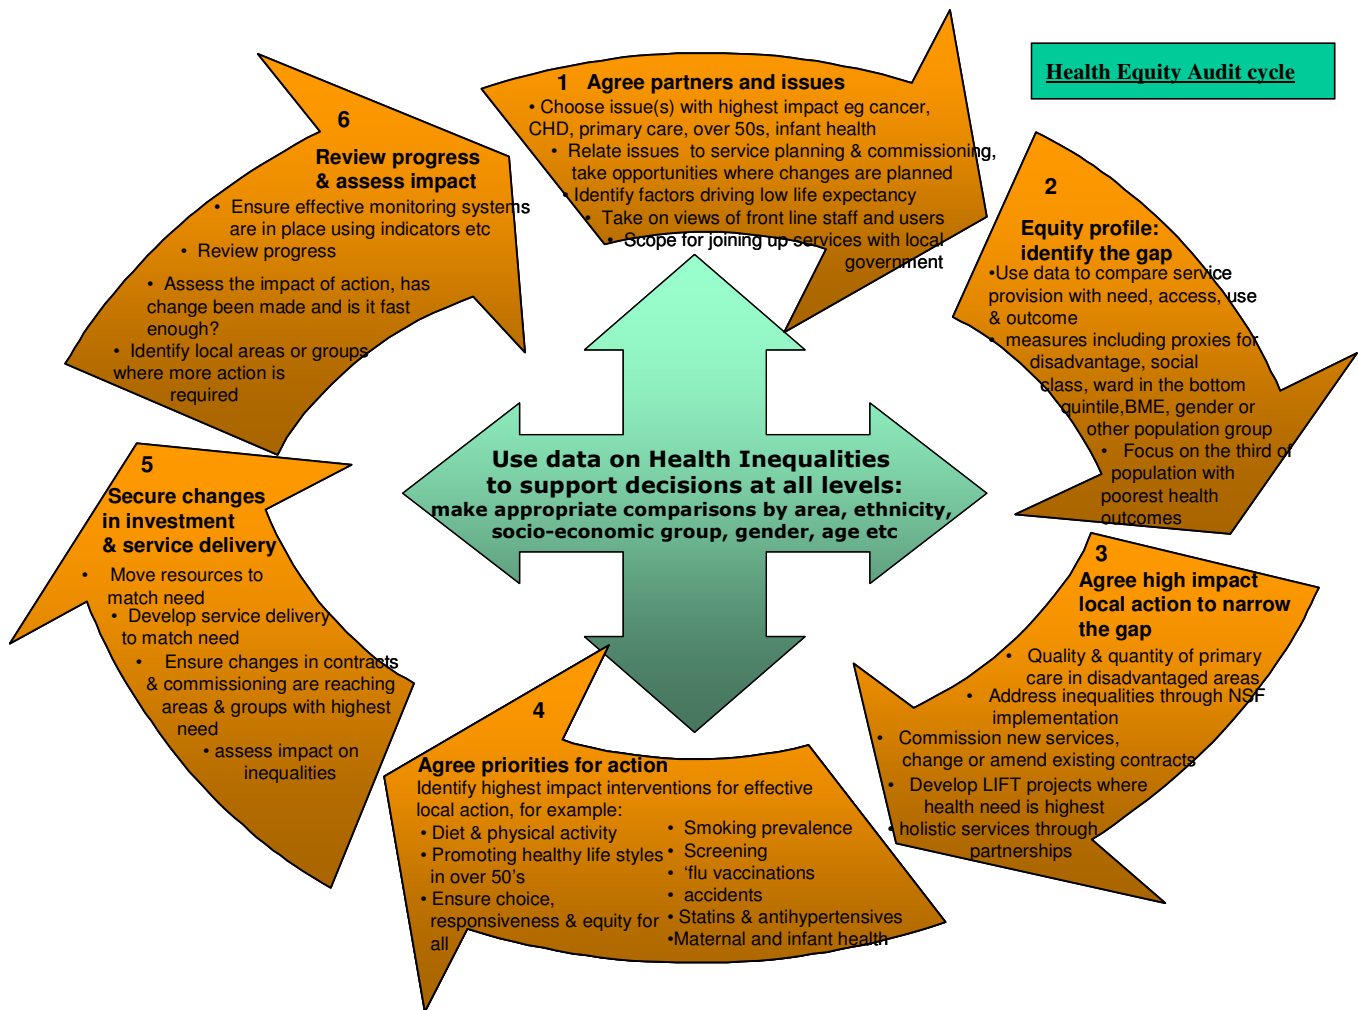 Health Equity Audit cycle
1 Agree partners and issues
• Choose issue(s) with highest impact eg cancer,
CHD, primary care, over 50s, infant health
• Relate issues to service planning & commissioning,
take opportunities where changes are planned
• Identify factors driving low life expectancy
• Take on views of front line staff and users
• Scope for joining up services with local
government
2
Equity profile:
identify the gap
•Use data to compare service
provision with need, access, use
& outcome
• measures including proxies for
disadvantage, social
class, ward in the bottom
quintile,BME, gender or
other population group
• Focus on the third of
population with
poorest health
outcomes
3
Agree high impact
local action to narrow
the gap
• Quality & quantity of primary
care in disadvantaged areas
• Address inequalities through NSF
implementation
• Commission new services,
change or amend existing contracts
• Develop LIFT projects where
health need is highest
• holistic services through
partnerships
4
Agree priorities for action
Identify highest impact interventions for effective
local action, for example:
• Diet & physical activity
• Promoting healthy life styles
in over 50's
• Ensure choice,
responsiveness & equity for
all
• Smoking prevalence
• Screening
• 'flu vaccinations
• accidents
• Statins & antihypertensives
•Maternal and infant health
5
Secure changes
in investment
& service delivery
• Move resources to
match need
• Develop service delivery
to match need
• Ensure changes in contracts
& commissioning are reaching
areas & groups with highest
need
• assess impact on
inequalities
6
Review progress
& assess impact
• Ensure effective monitoring systems
are in place using indicators etc
• Review progress
• Assess the impact of action, has
change been made and is it fast
enough?
• Identify local areas or groups
where more action is
required
Use data on Health Inequalities
to support decisions at all levels:
make appropriate comparisons by area, ethnicity,
socio-economic group, gender, age etc